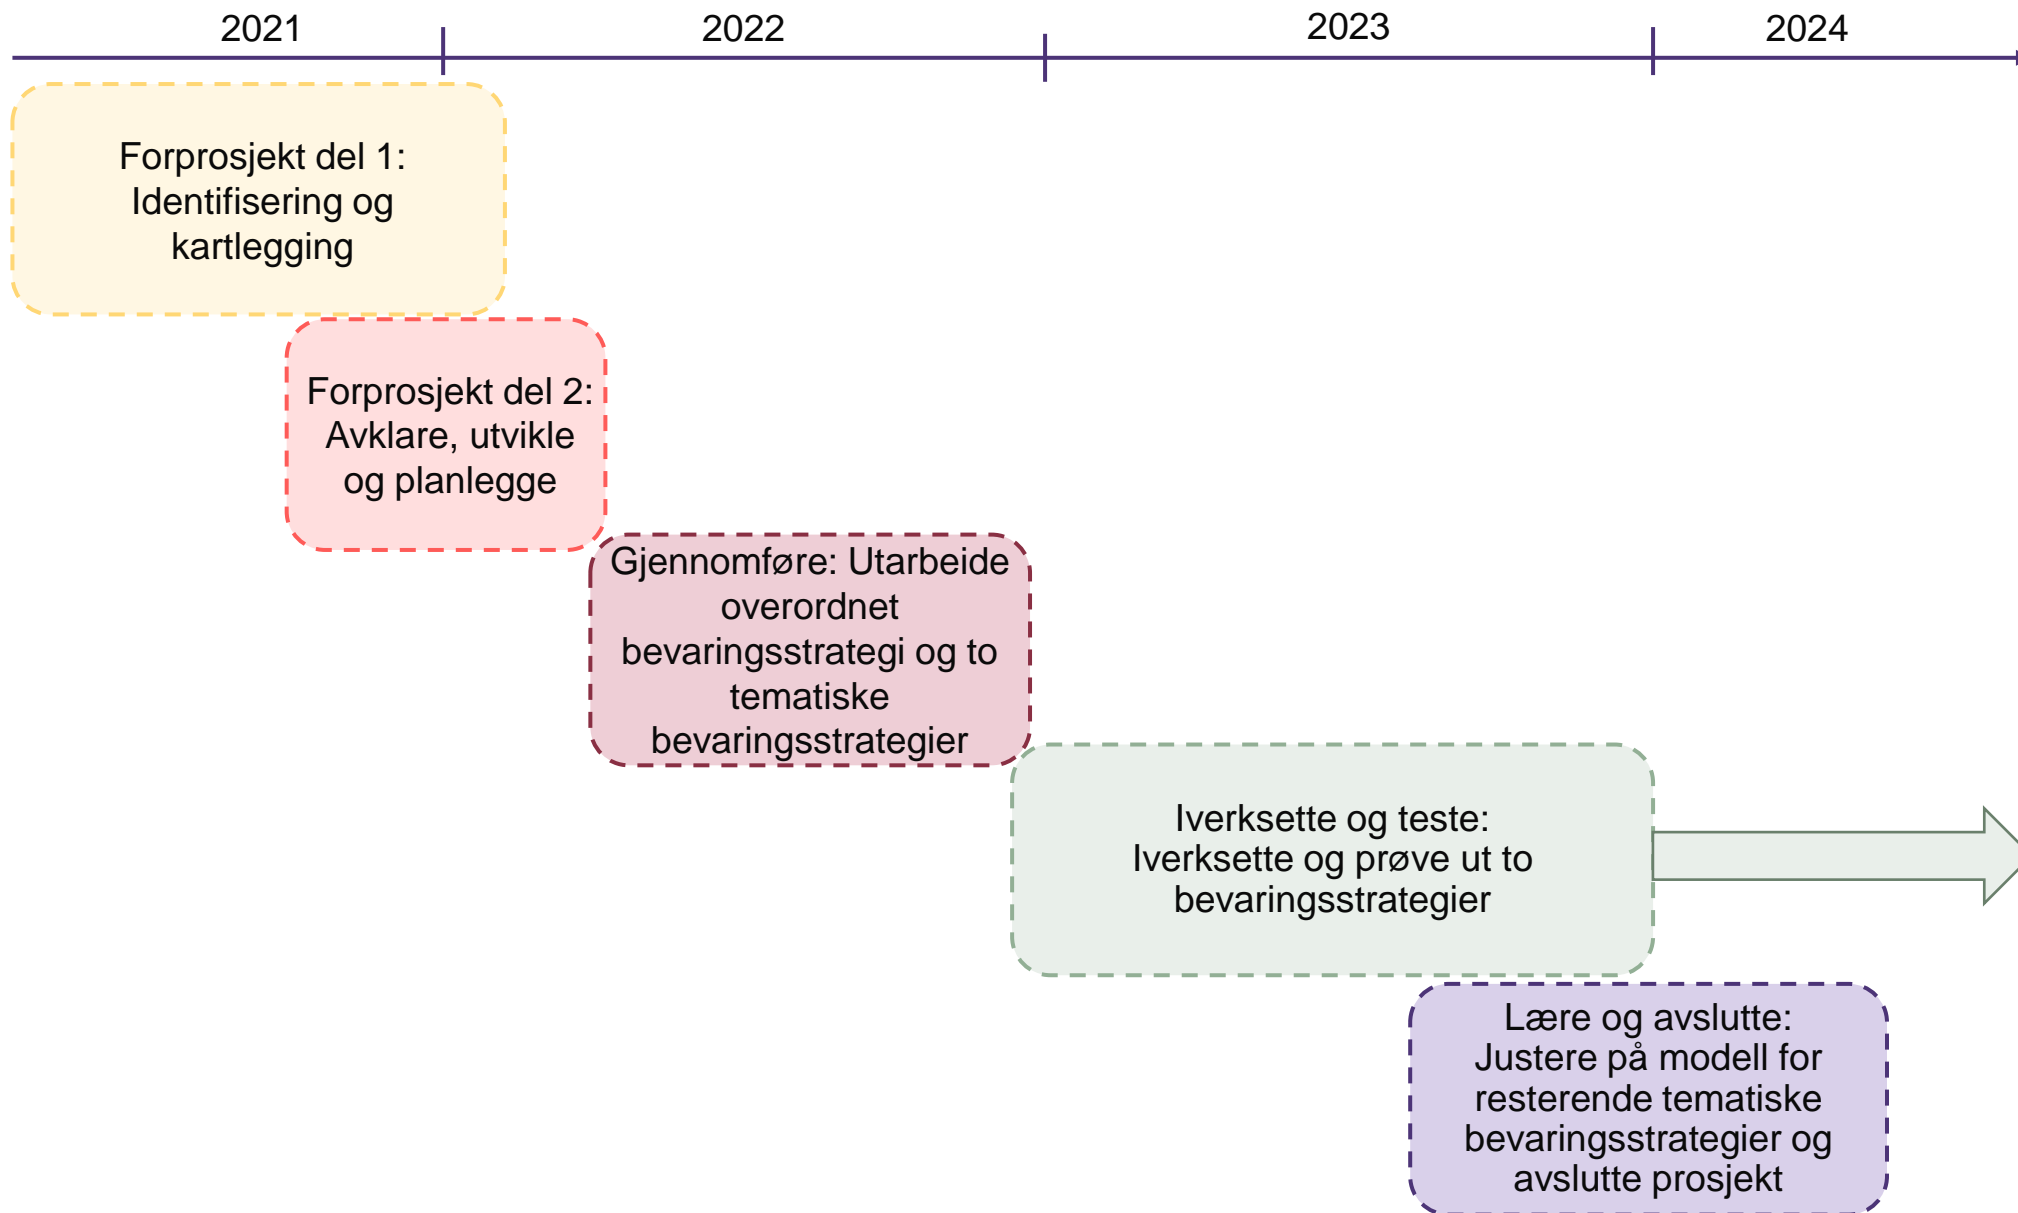 2021
2022
2023
2024
Forprosjekt del 1:
Identifisering og
kartlegging
Forprosjekt del 2:
Avklare, utvikle
og planlegge
Gjennomføre: Utarbeide
overordnet
bevaringsstrategi og to
tematiske
bevaringsstrategier
Iverksette og teste:
Iverksette og prøve ut to
bevaringsstrategier
Lære og avslutte:
Justere på modell for
resterende tematiske
bevaringsstrategier og
avslutte prosjekt